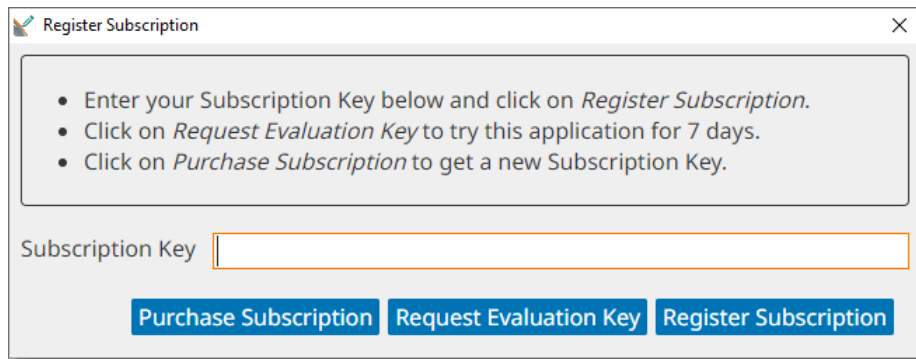 Register Subscription
• Enter your Subscription Key below and click on Register Subscription.
• Click on Request Evaluation Key to try this application for 7 days.
• Click on Purchase Subscription to get a new Subscription Key.
Subscription Key
Purchase Subscription Request Evaluation Key Register Subscription